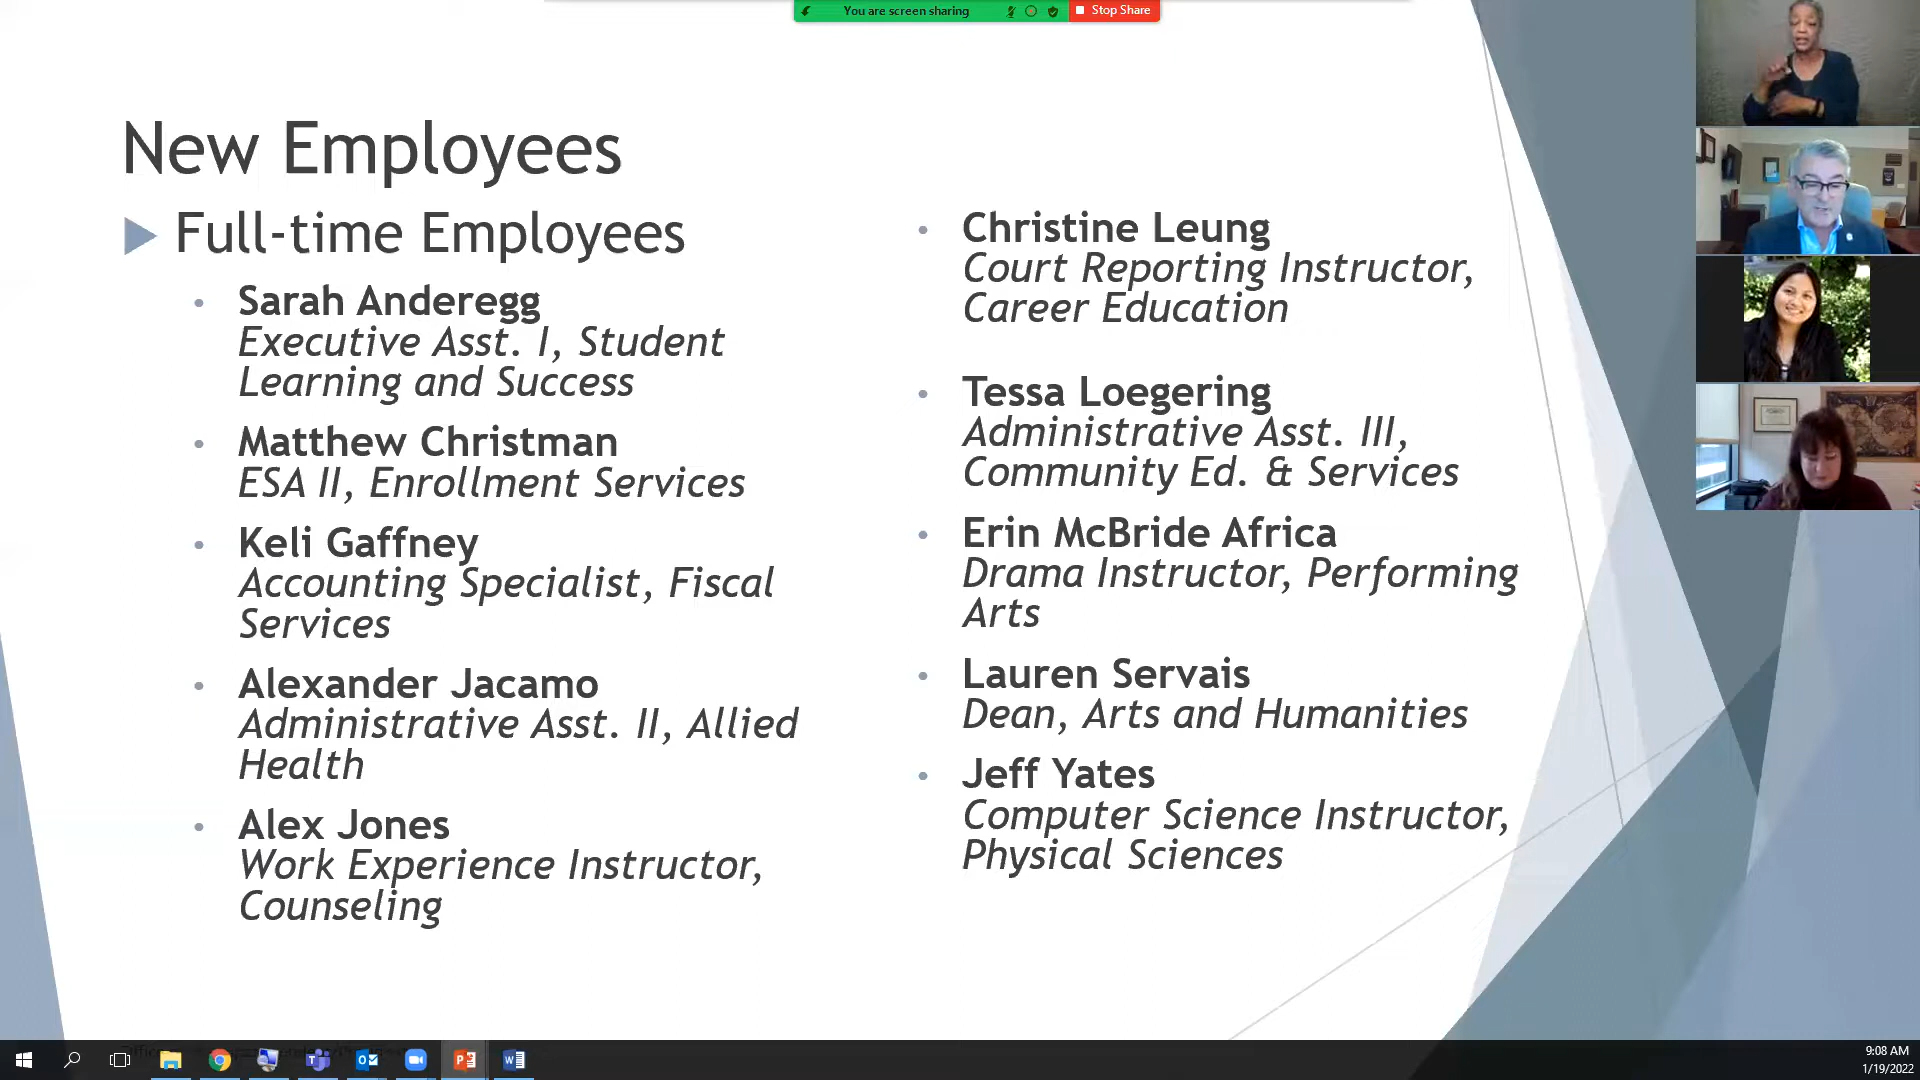 You are screen sharing
Stop Share
New Employees
Full-time Employees
Sarah Anderegg
Executive Asst. I, Student
Learning and Success
Matthew Christman
ESA II, Enrollment Services
Keli Gaffney
Accounting Specialist, Fiscal
Services
Alexander Jacamo
Administrative Asst. II, Allied
Health
Alex Jones
Work Experience Instructor,
Counseling
Christine Leung
Court Reporting Instructor,
Career Education
Tessa Loegering
Administrative Asst. III,
Community Ed. & Services
Erin McBride Africa
Drama Instructor, Performing
Arts
Lauren Servais
Dean, Arts and Humanities
Jeff Yates
Computer Science Instructor,
Physical Sciences
9:08 AM
1/19/2022